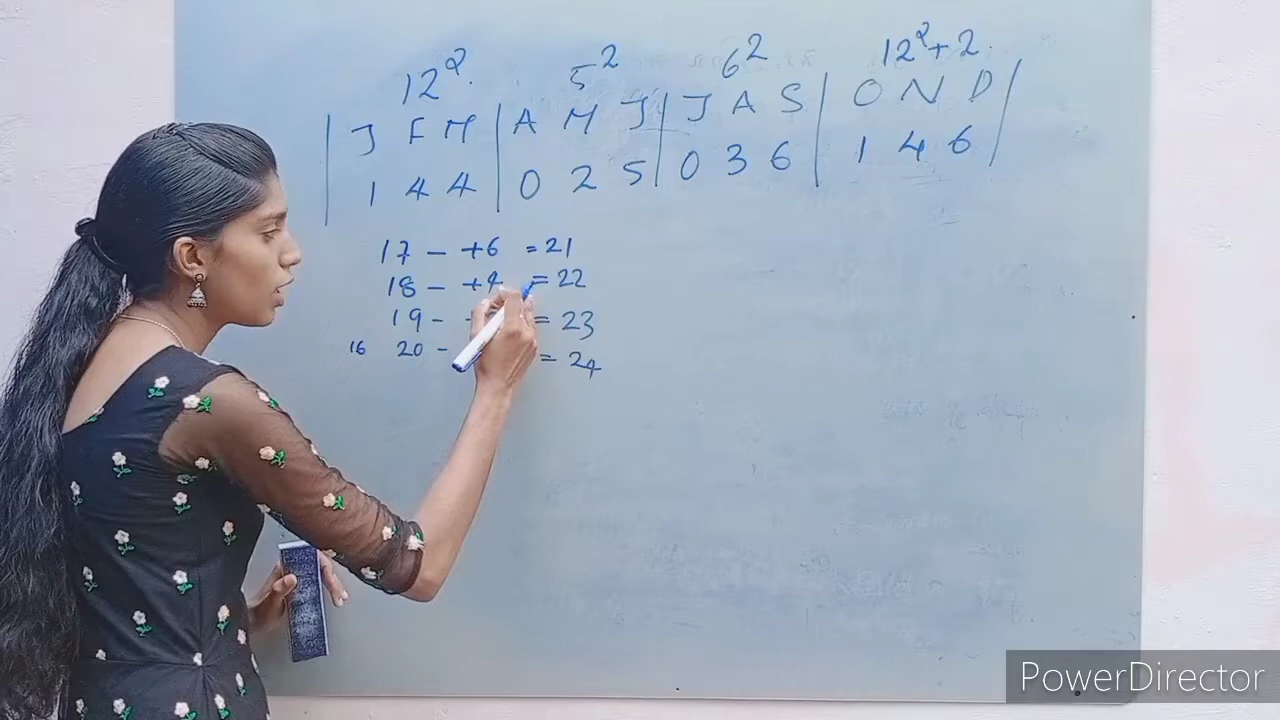 12² 5² 6² 12²+2.
J F M | A M J | J A S | O N D
1 4 4 | 0 2 5 | 0 3 6 | 1 4 6
17 - +6 = 21
18 - +4 = 22
19 - = 23
16 20 - = 24
PowerDirector